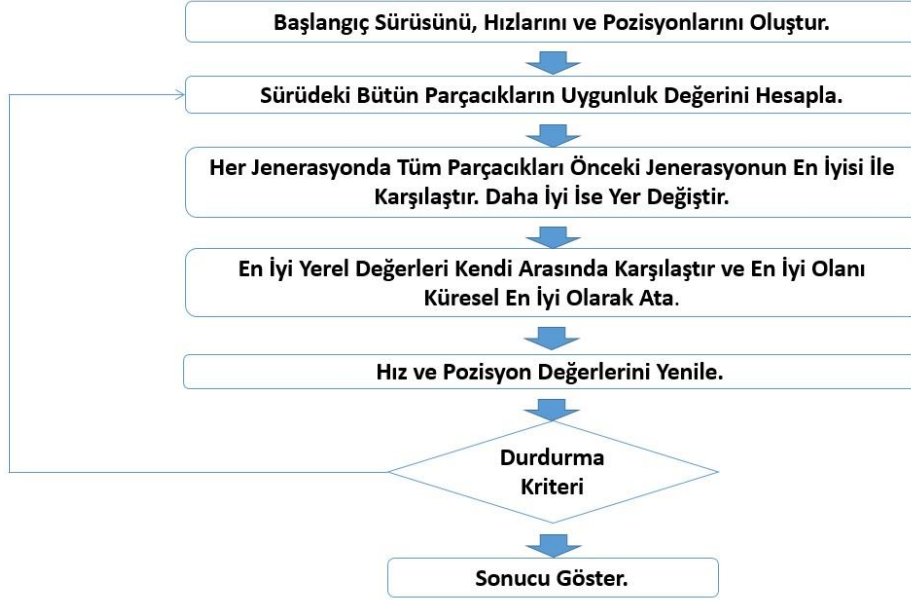 Başlangıç Sürüsünü, Hızlarını ve Pozisyonlarını Oluştur.
Sürüdeki Bütün Parçacıkların Uygunluk Değerini Hesapla.
Her Jenerasyonda Tüm Parçacıkları Önceki Jenerasyonun En İyisi İle
Karşılaştır. Daha İyi İse Yer Değiştir.
En İyi Yerel Değerleri Kendi Arasında Karşılaştır ve En İyi Olanı
Küresel En İyi Olarak Ata.
Hız ve Pozisyon Değerlerini Yenile.
Durdurma
Kriteri
Sonucu Göster.